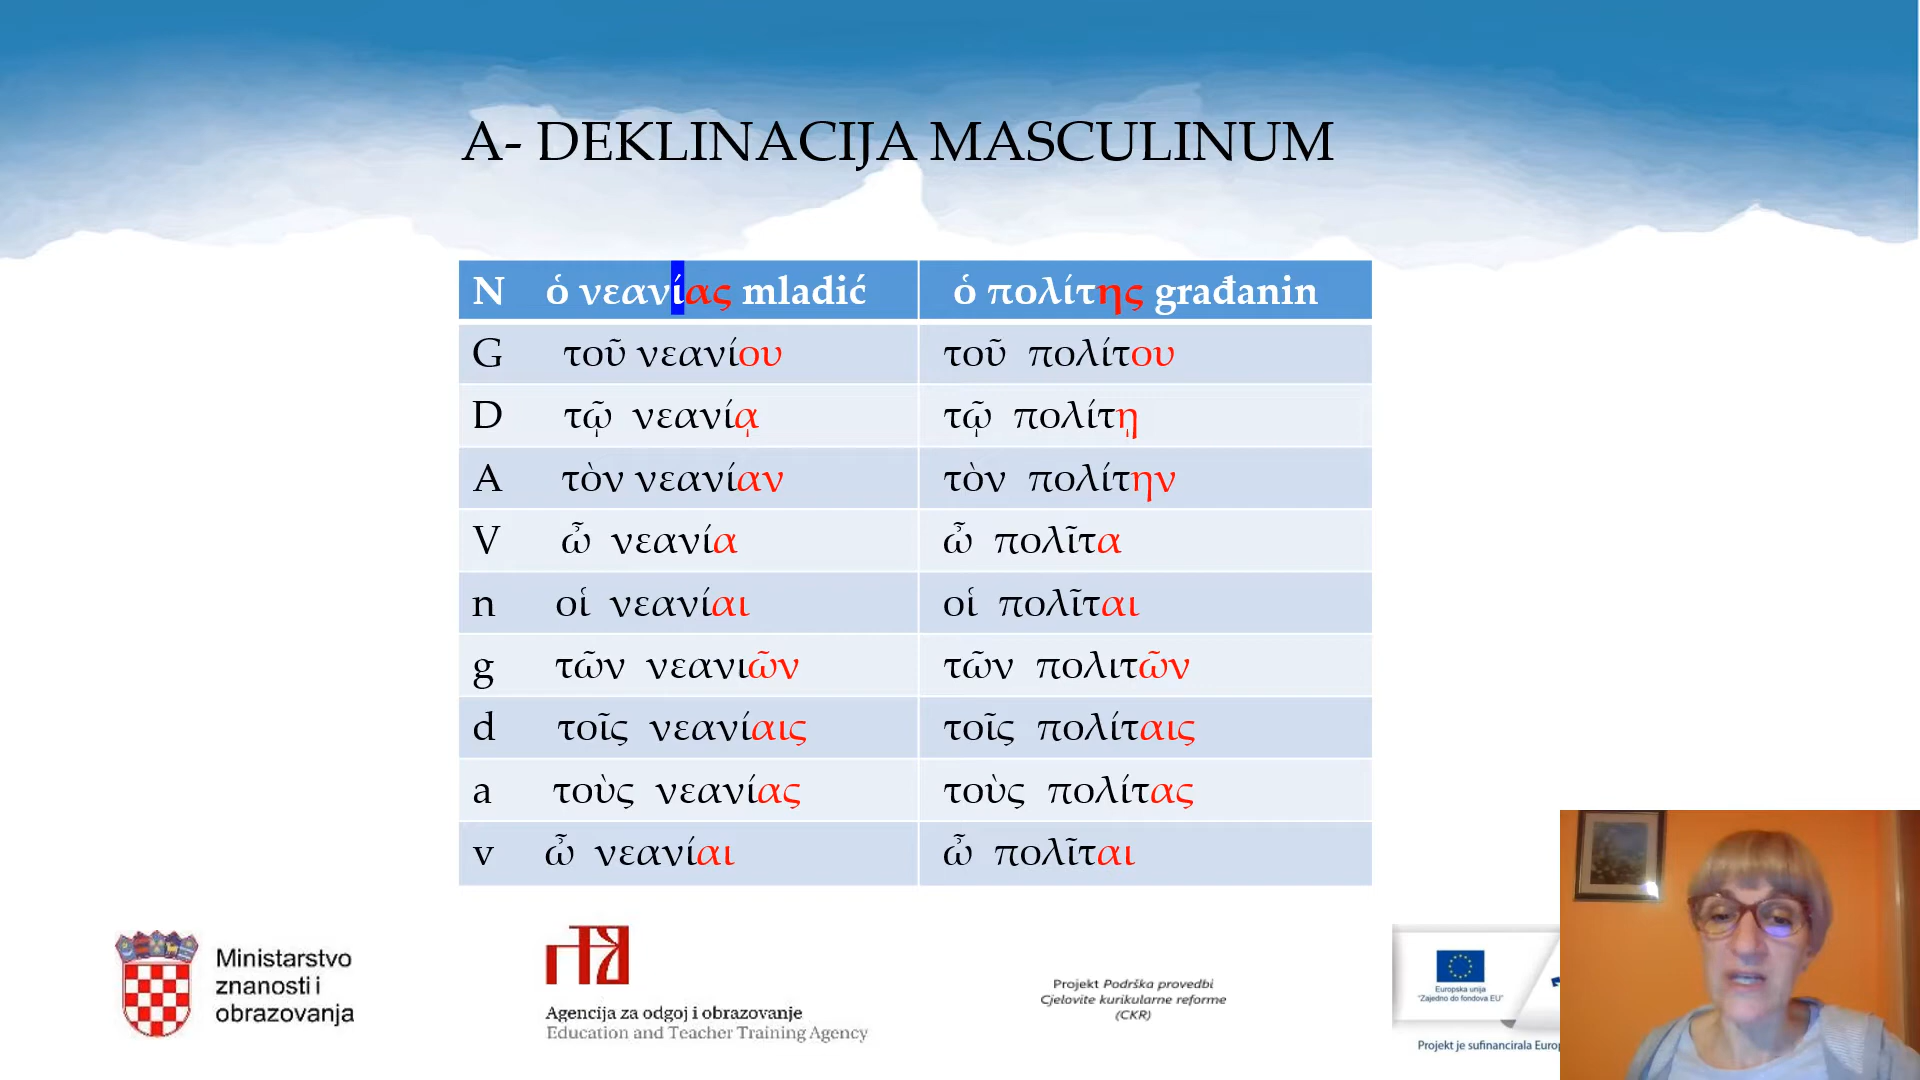 A- DEKLINACIJA MASCULINUM
N ὁ νεανίας mladić ὁ πολίτης građanin
G τοῦ νεανίου τοῦ πολίτου
D τῷ νεανίᾳ τῷ πολίτῃ
A τὸν νεανίαν τὸν πολίτην
V ὦ νεανία ὦ πολῖτα
n οἱ νεανίαι οἱ πολῖται
g τῶν νεανιῶν τῶν πολιτῶν
d τοῖς νεανίαις τοῖς πολίταις
a τοὺς νεανίας τοὺς πολίτας
v ὦ νεανίαι ὦ πολῖται
Ministarstvo
znanosti i
obrazovanja
Agencija za odgoj i obrazovanje
Education and Teacher Training Agency
Projekt Podrška provedbi
Cjelovite kurikularne reforme
(CKR)
Europska unija
"Zajedno do fondova EU"
Projekt je sufinancirala Europ